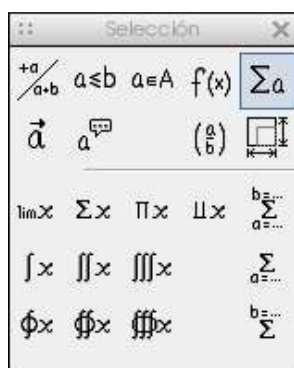 Selección
+a/a+b a≤b a∈A f(x) Σa
a⃗ a (a/b)
lim x Σx Πx ∐x b=... Σ a=...
∫x ∬x ∭x Σ a=...
∮x ∯x ∰x b=... Σ